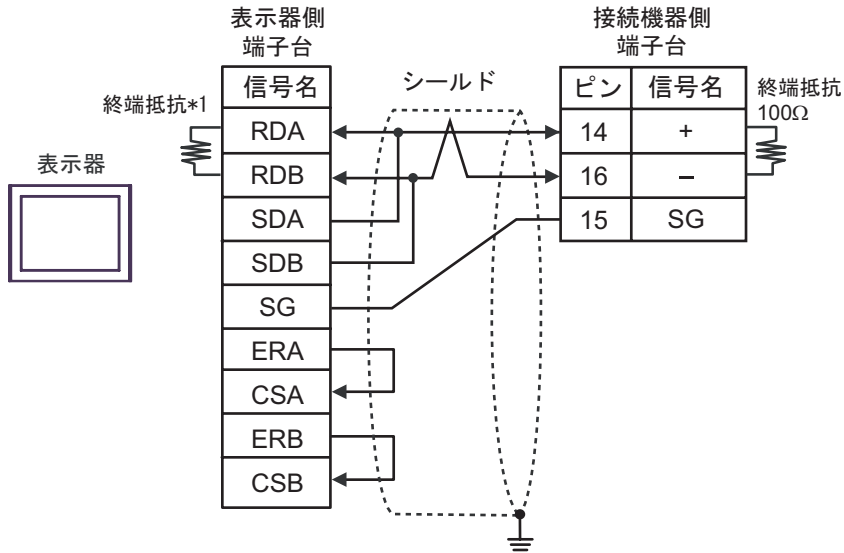 表示器側
端子台
接続機器側
端子台
終端抵抗*1
表示器
信号名
RDA
RDB
SDA
SDB
SG
ERA
CSA
ERB
CSB
シールド
ピン 信号名
14 +
16 −
15 SG
終端抵抗
100Ω